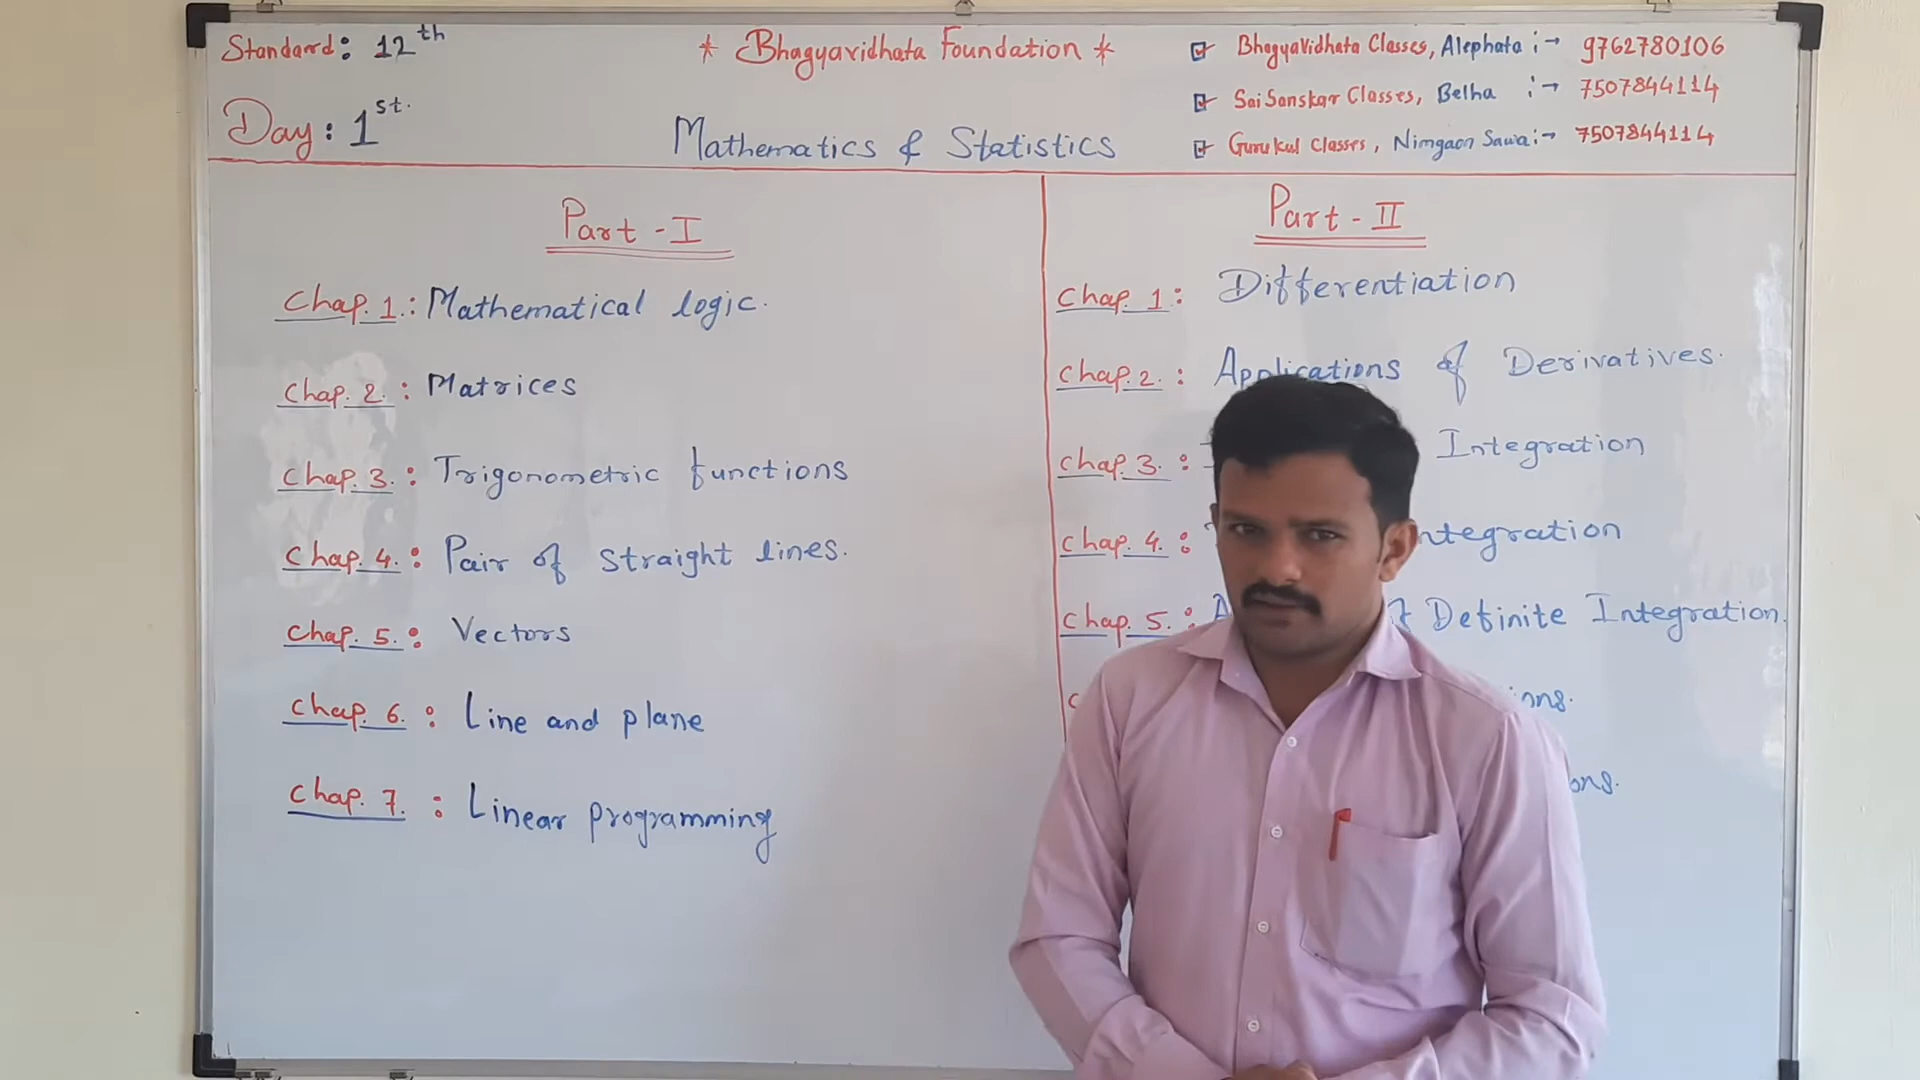 Standard: 12th
Day: 1st.
* Bhagyavidhata Foundation *
Mathematics & Statistics
Bhagyavidhata Classes, Alephata :→ 9762780106
Sai Sanskar Classes, Belha :→ 7507844114
Gurukul Classes, Nimgaon Sawa:→ 7507844114
Part - I
Chap. 1.: Mathematical logic.
Chap. 2. : Matrices
Chap. 3. : Trigonometric functions
Chap. 4. : Pair of straight lines.
Chap. 5. : Vectors
Chap. 6. : Line and plane
Chap. 7. : Linear programming
Part - II
Chap. 1 : Differentiation
Chap. 2. : Applications of Derivatives.
Chap. 3. : Integration
Chap. 4. : ntegration
Chap. 5. : Definite Integration.